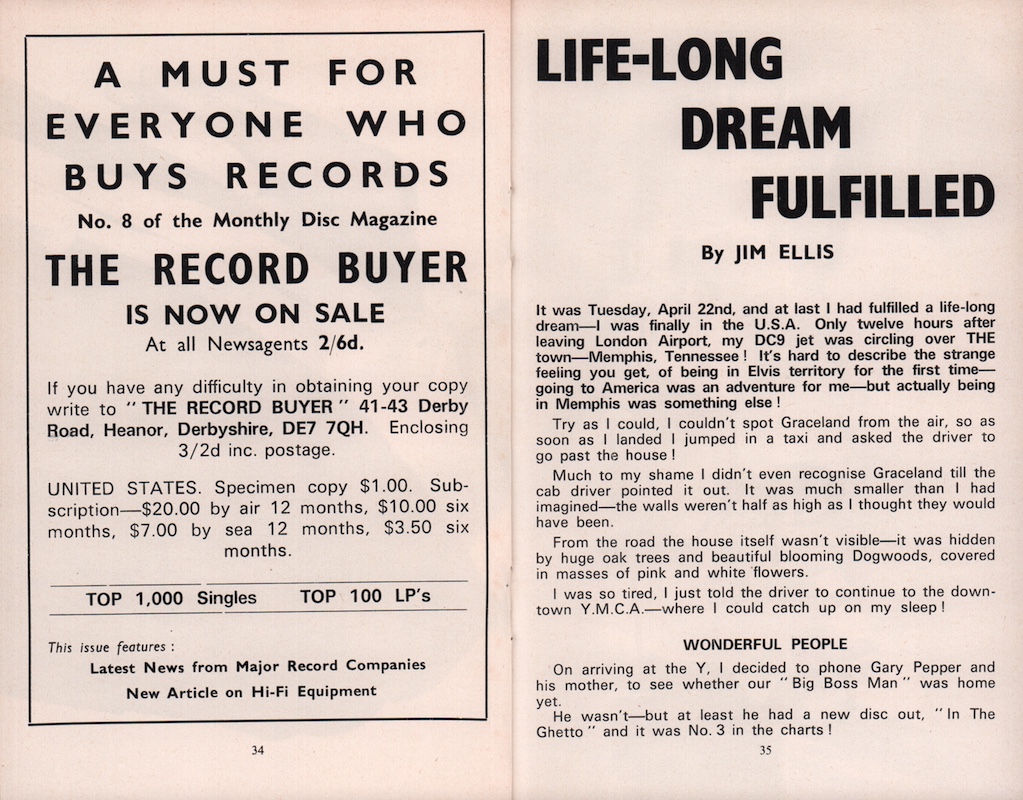 A MUST FOR
EVERYONE WHO
BUYS RECORDS
No. 8 of the Monthly Disc Magazine
THE RECORD BUYER
IS NOW ON SALE
At all Newsagents 2/6d.
If you have any difficulty in obtaining your copy
write to "THE RECORD BUYER" 41-43 Derby
Road, Heanor, Derbyshire, DE7 7QH. Enclosing
3/2d inc. postage.
UNITED STATES. Specimen copy $1.00. Sub-
scription—$20.00 by air 12 months, $10.00 six
months, $7.00 by sea 12 months, $3.50 six
months.
TOP 1,000 Singles TOP 100 LP's
This issue features :
Latest News from Major Record Companies
New Article on Hi-Fi Equipment
34
LIFE-LONG
DREAM
FULFILLED
By JIM ELLIS
It was Tuesday, April 22nd, and at last I had fulfilled a life-long
dream—I was finally in the U.S.A. Only twelve hours after
leaving London Airport, my DC9 jet was circling over THE
town—Memphis, Tennessee! It's hard to describe the strange
feeling you get, of being in Elvis territory for the first time—
going to America was an adventure for me—but actually being
in Memphis was something else!
Try as I could, I couldn't spot Graceland from the air, so as
soon as I landed I jumped in a taxi and asked the driver to
go past the house!
Much to my shame I didn't even recognise Graceland till the
cab driver pointed it out. It was much smaller than I had
imagined—the walls weren't half as high as I thought they would
have been.
From the road the house itself wasn't visible—it was hidden
by huge oak trees and beautiful blooming Dogwoods, covered
in masses of pink and white flowers.
I was so tired, I just told the driver to continue to the down-
town Y.M.C.A.—where I could catch up on my sleep!
WONDERFUL PEOPLE
On arriving at the Y, I decided to phone Gary Pepper and
his mother, to see whether our "Big Boss Man" was home
yet.
He wasn't—but at least he had a new disc out, "In The
Ghetto" and it was No. 3 in the charts!
35